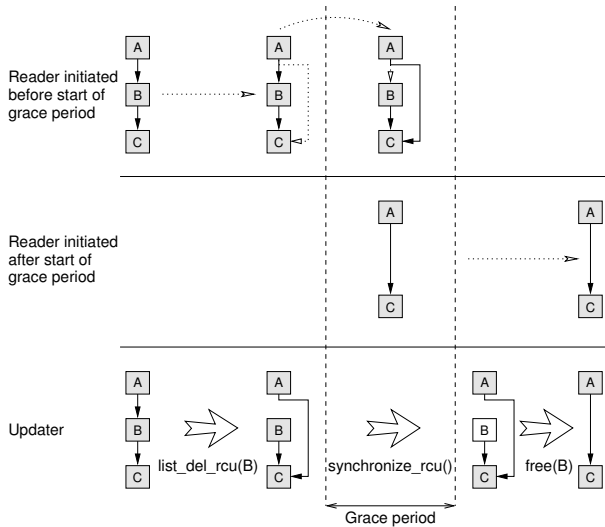 A A A
Reader initiated
before start of
grace period
B B B
C C C
Reader initiated
after start of
grace period
A A
C C
A A A A
Updater
B B B
list_del_rcu(B) synchronize_rcu() free(B)
C C C C
Grace period